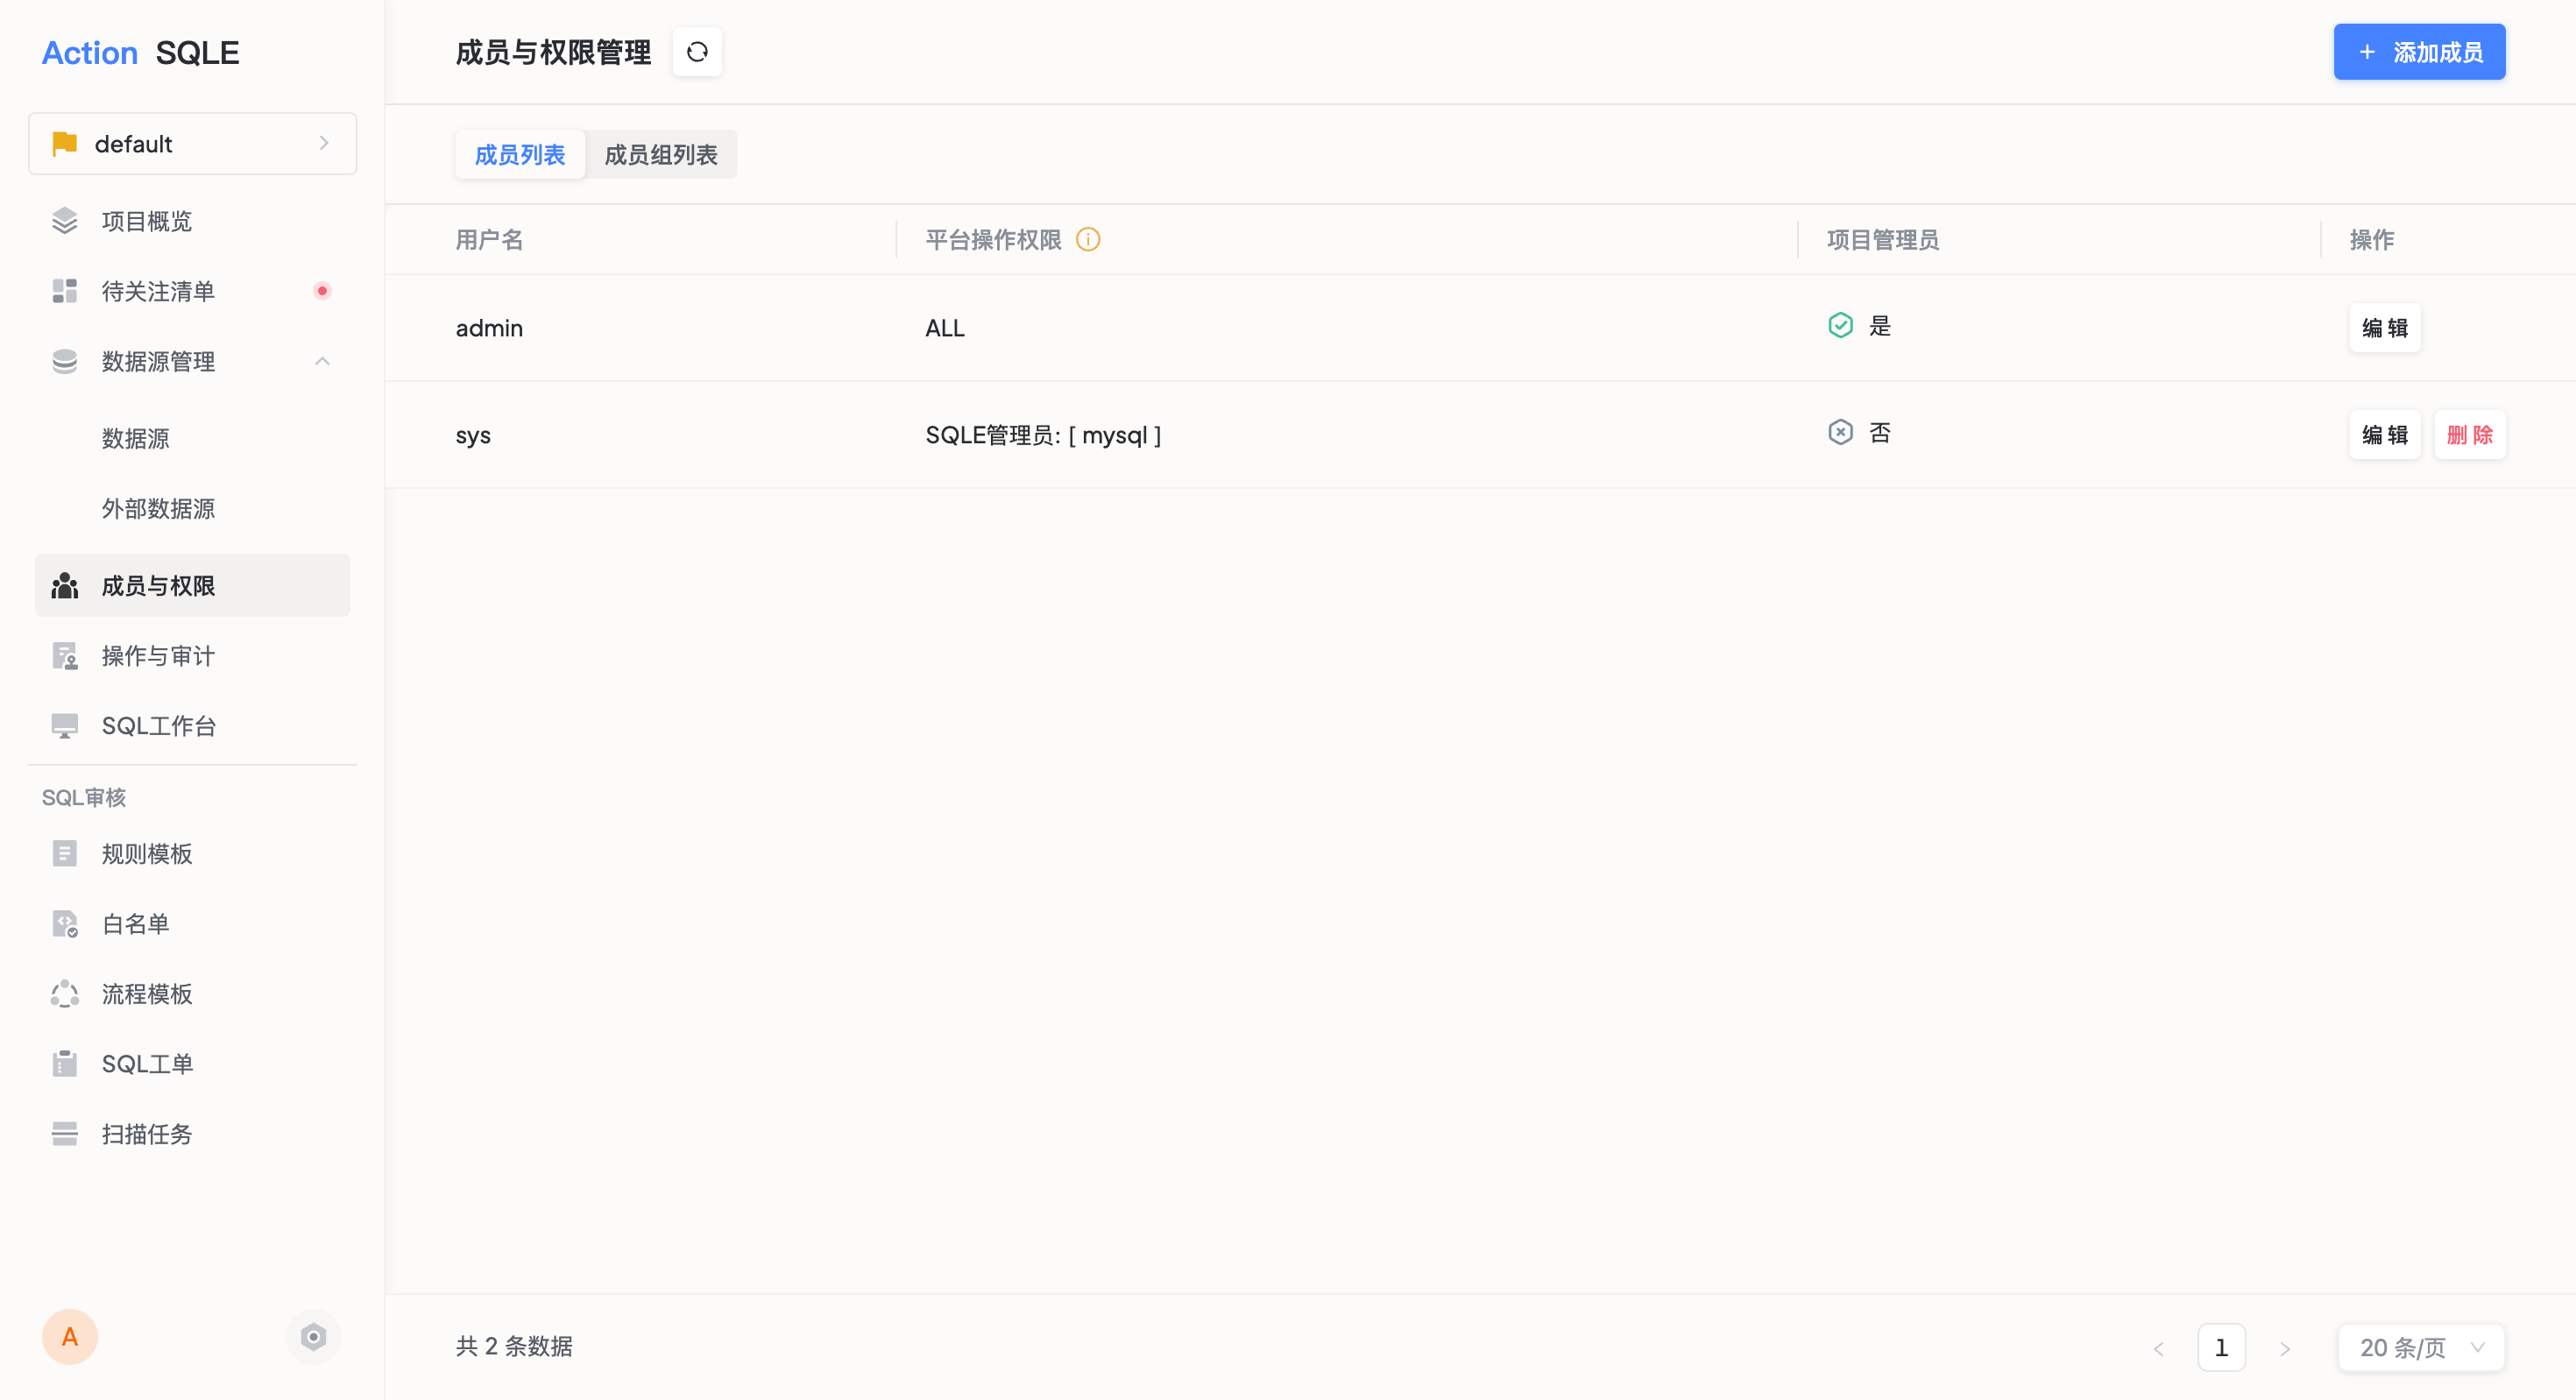 Action SQLE
default
项目概览
待关注清单
数据源管理
数据源
外部数据源
成员与权限
操作与审计
SQL工作台
SQL审核
规则模板
白名单
流程模板
SQL工单
扫描任务
A
成员与权限管理
+ 添加成员
成员列表 成员组列表
用户名 平台操作权限 项目管理员 操作
admin ALL 是 编辑
sys SQLE管理员: [ mysql ] 否 编辑 删除
共 2 条数据 < 1 > 20 条/页